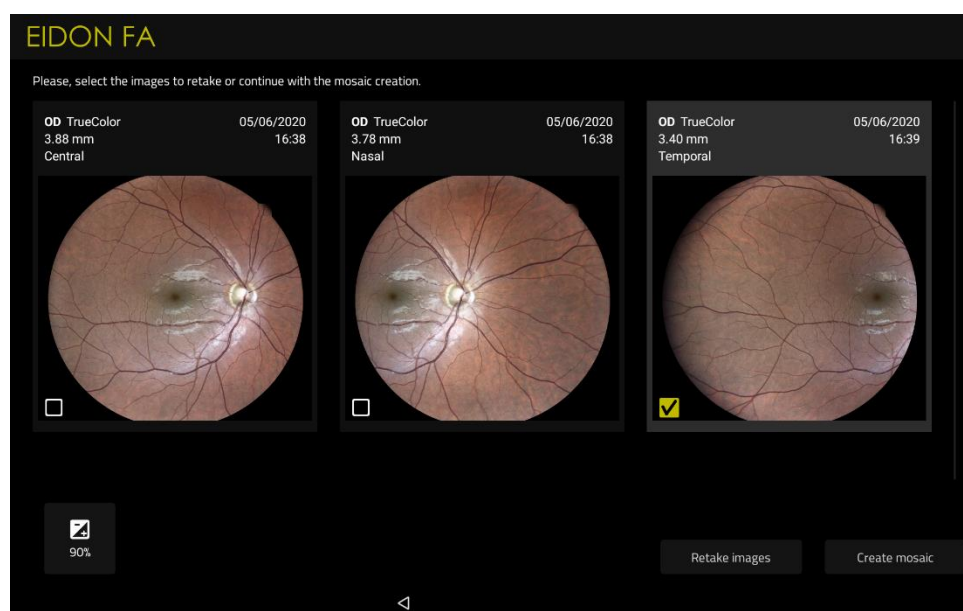 EIDON FA
Please, select the images to retake or continue with the mosaic creation.
OD TrueColor 05/06/2020
3.88 mm 16:38
Central
OD TrueColor 05/06/2020
3.78 mm 16:38
Nasal
OD TrueColor 05/06/2020
3.40 mm 16:39
Temporal
90%
Retake images
Create mosaic